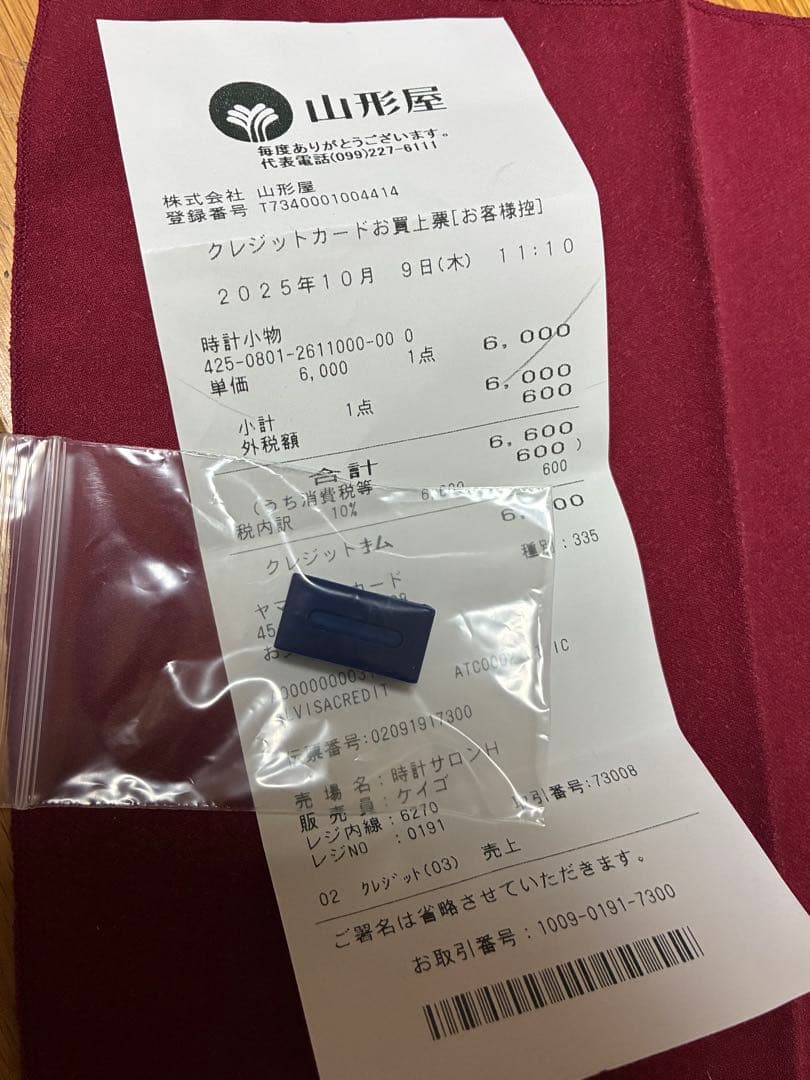 山形屋
毎度ありがとうございます。
代表電話(099)227-6111
株式会社 山形屋
登録番号 T7340001004414
クレジットカードお買上票[お客様控]
2025年10月 9日(木) 11:10
時計小物
425-0801-2611000-00 0 6,000
単価 6,000 1点
小計 1点 6,000
外税額 600
合計 6,600
(うち消費税等 600 )
税内訳 10% 6,600 600
クレジット払
種別:335
カード
45
VISACREDIT
伝票番号:02091917300
売 場 名:時計サロンH
販 売 員:ケイゴ
レジ内線:6270 引番号:73008
レジNO :0191
02 クレジット(03) 売上
ご署名は省略させていただきます。
お取引番号:1009-0191-7300